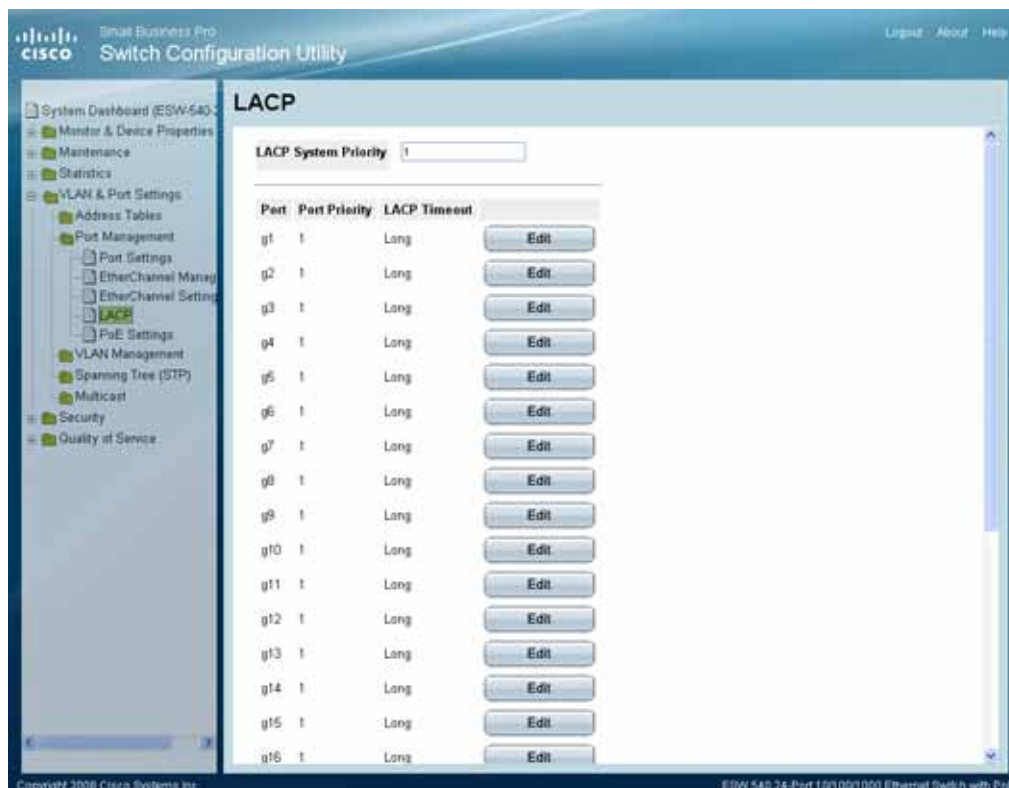 Small Business Pro
cisco Switch Configuration Utility
Logout About Help
System Dashboard (ESW-540-2
Monitor & Device Properties
Maintenance
Statistics
VLAN & Port Settings
Address Tables
Port Management
Port Settings
EtherChannel Manag
EtherChannel Setting
LACP
PoE Settings
VLAN Management
Spanning Tree (STP)
Multicast
Security
Quality of Service
LACP
LACP System Priority 1
Port Port Priority LACP Timeout
g1 1 Long Edit
g2 1 Long Edit
g3 1 Long Edit
g4 1 Long Edit
g5 1 Long Edit
g6 1 Long Edit
g7 1 Long Edit
g8 1 Long Edit
g9 1 Long Edit
g10 1 Long Edit
g11 1 Long Edit
g12 1 Long Edit
g13 1 Long Edit
g14 1 Long Edit
g15 1 Long Edit
g16 1 Long Edit
Copyright 2008 Cisco Systems Inc.
ESW 540 24-Port 10/100/1000 Ethernet Switch with Po